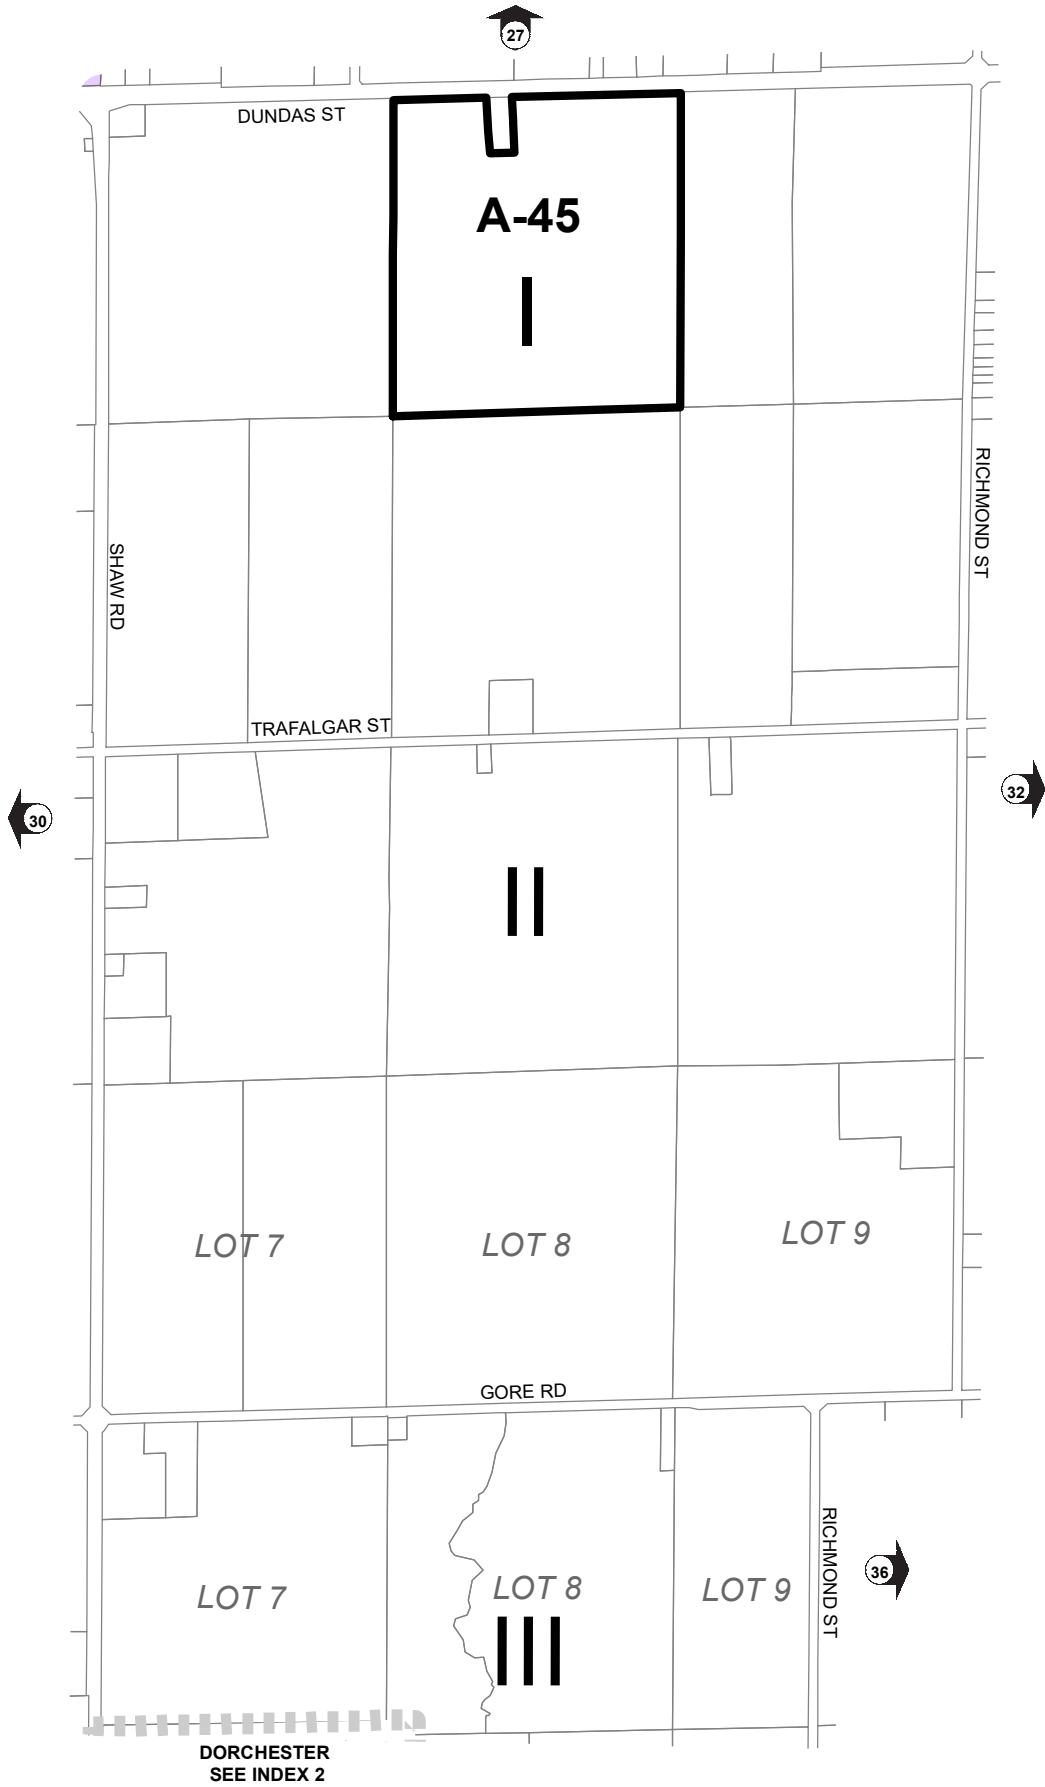 27
DUNDAS ST
A-45
I
RICHMOND ST
SHAW RD
TRAFALGAR ST
32
30
II
LOT 7
LOT 8
LOT 9
GORE RD
RICHMOND ST
36
LOT 7
LOT 8
LOT 9
III
DORCHESTER
SEE INDEX 2